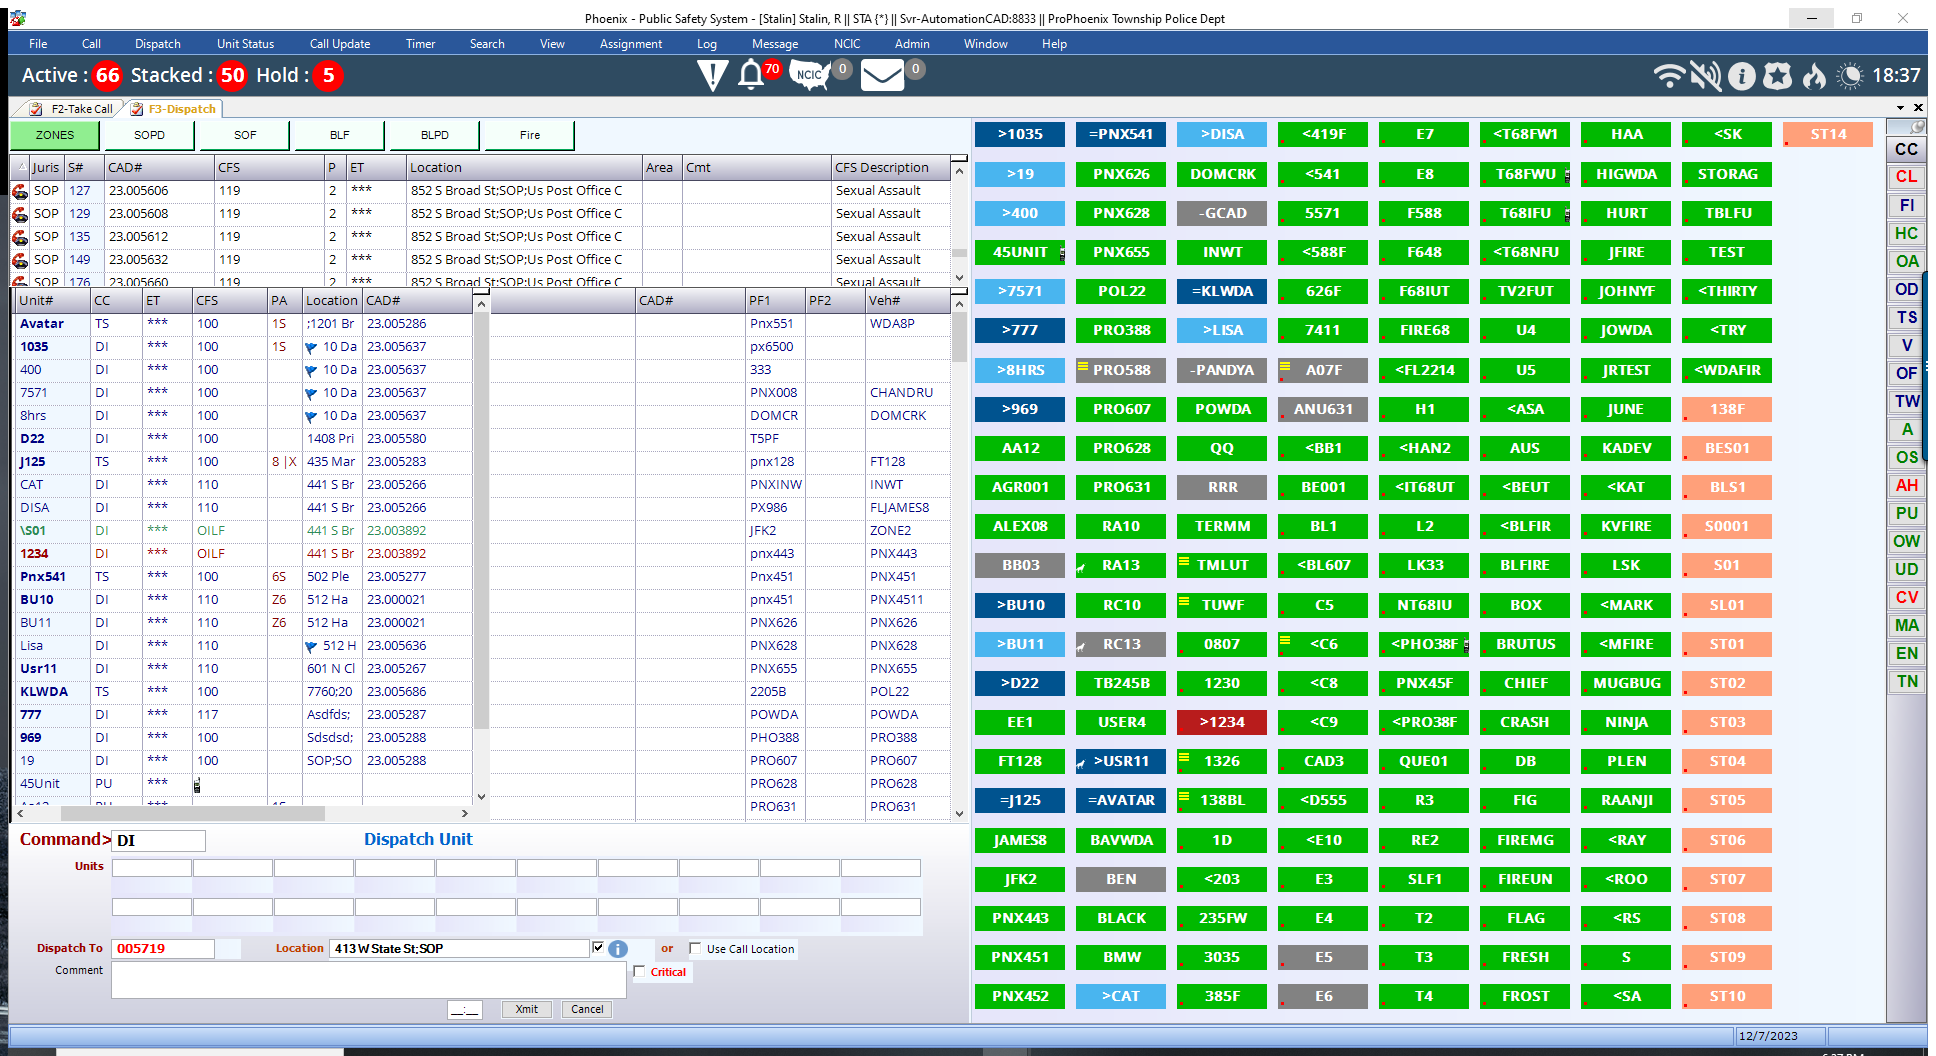 Phoenix - Public Safety System - [Stalin] Stalin, R || STA {*} || Svr-AutomationCAD:8833 || ProPhoenix Township Police Dept
File Call Dispatch Unit Status Call Update Timer Search View Assignment Log Message NCIC Admin Window Help
Active : 66 Stacked : 50 Hold : 5 70 NCIC 0 0 18:37
F2-Take Call F3-Dispatch
ZONES SOPD SOF BLF BLPD Fire
Juris S# CAD# CFS P ET Location Area Cmt CFS Description
SOP 127 23.005606 119 2 *** 852 S Broad St;SOP;Us Post Office C Sexual Assault
SOP 129 23.005608 119 2 *** 852 S Broad St;SOP;Us Post Office C Sexual Assault
SOP 135 23.005612 119 2 *** 852 S Broad St;SOP;Us Post Office C Sexual Assault
SOP 149 23.005632 119 2 *** 852 S Broad St;SOP;Us Post Office C Sexual Assault
SOP 176 23.005660 119 2 *** 852 S Broad St;SOP;Us Post Office C Sexual Assault
Unit# CC ET CFS PA Location CAD# CAD# PF1 PF2 Veh#
Avatar TS *** 100 1S ;1201 Br 23.005286 Pnx551 WDA8P
1035 DI *** 100 1S 10 Da 23.005637 px6500
400 DI *** 100 10 Da 23.005637 333
7571 DI *** 100 10 Da 23.005637 PNX008 CHANDRU
8hrs DI *** 100 10 Da 23.005637 DOMCR DOMCRK
D22 DI *** 100 1408 Pri 23.005580 T5PF
J125 TS *** 100 8 |X 435 Mar 23.005283 pnx128 FT128
CAT DI *** 110 441 S Br 23.005266 PNXINW INWT
DISA DI *** 110 441 S Br 23.005266 PX986 FLJAMES8
\S01 DI *** OILF 441 S Br 23.003892 JFK2 ZONE2
1234 DI *** OILF 441 S Br 23.003892 pnx443 PNX443
Pnx541 TS *** 100 6S 502 Ple 23.005277 Pnx451 PNX451
BU10 DI *** 110 Z6 512 Ha 23.000021 pnx451 PNX4511
BU11 DI *** 110 Z6 512 Ha 23.000021 PNX626 PNX626
Lisa DI *** 110 512 H 23.005636 PNX628 PNX628
Usr11 DI *** 110 601 N Cl 23.005267 PNX655 PNX655
KLWDA TS *** 100 7760;20 23.005686 2205B POL22
777 DI *** 117 Asdfds; 23.005287 POWDA POWDA
969 DI *** 100 Sdsdsd; 23.005288 PHO388 PRO388
19 DI *** 100 SOP;SO 23.005288 PRO607 PRO607
45Unit PU *** PRO628 PRO628
PRO631 PRO631
Command> DI Dispatch Unit
Units
Dispatch To 005719 Location 413 W State St;SOP or Use Call Location
Comment Critical
__:__ Xmit Cancel
>1035 =PNX541 >DISA <419F E7 <T68FW1 HAA <SK ST14
>19 PNX626 DOMCRK <541 E8 T68FWU HIGWDA STORAG
>400 PNX628 -GCAD 5571 F588 T68IFU HURT TBLFU
45UNIT PNX655 INWT <588F F648 <T68NFU JFIRE TEST
>7571 POL22 =KLWDA 626F F68IUT TV2FUT JOHNYF <THIRTY
>777 PRO388 >LISA 7411 FIRE68 U4 JOWDA <TRY
>8HRS PRO588 -PANDYA A07F <FL2214 U5 JRTEST <WDAFIR
>969 PRO607 POWDA ANU631 H1 <ASA JUNE 138F
AA12 PRO628 QQ <BB1 <HAN2 AUS KADEV BES01
AGR001 PRO631 RRR BE001 <IT68UT <BEUT <KAT BLS1
ALEX08 RA10 TERMM BL1 L2 <BLFIR KVFIRE S0001
BB03 RA13 TMLUT <BL607 LK33 BLFIRE LSK S01
>BU10 RC10 TUWF C5 NT68IU BOX <MARK SL01
>BU11 RC13 0807 <C6 <PHO38F BRUTUS <MFIRE ST01
>D22 TB245B 1230 <C8 PNX45F CHIEF MUGBUG ST02
EE1 USER4 >1234 <C9 <PRO38F CRASH NINJA ST03
FT128 >USR11 1326 CAD3 QUE01 DB PLEN ST04
=J125 =AVATAR 138BL <D555 R3 FIG RAANJI ST05
JAMES8 BAVWDA 1D <E10 RE2 FIREMG <RAY ST06
JFK2 BEN <203 E3 SLF1 FIREUN <ROO ST07
PNX443 BLACK 235FW E4 T2 FLAG <RS ST08
PNX451 BMW 3035 E5 T3 FRESH S ST09
PNX452 >CAT 385F E6 T4 FROST <SA ST10
CC
CL
FI
HC
OA
OD
TS
V
OF
TW
A
OS
AH
PU
OW
UD
CV
MA
EN
TN
12/7/2023